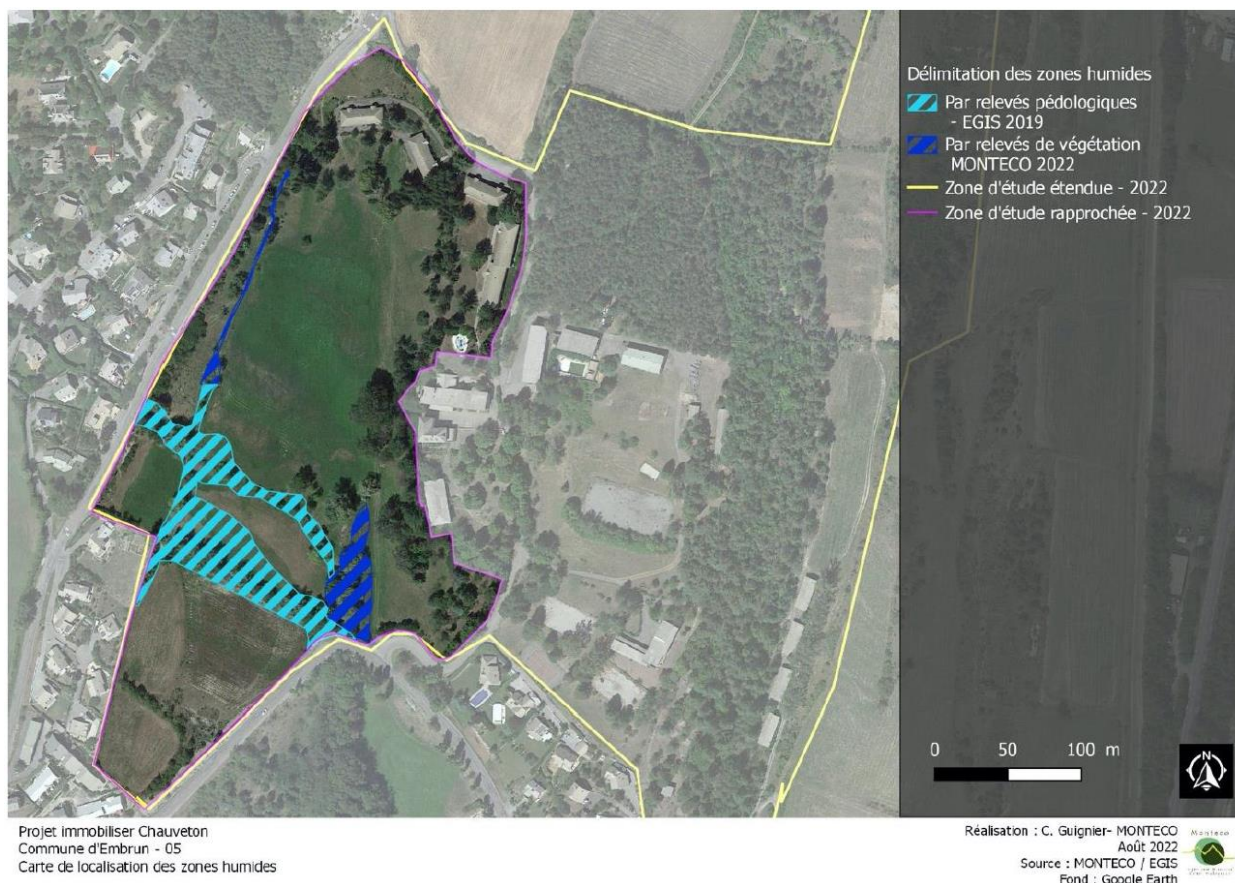 Délimitation des zones humides
Par relevés pédologiques
- EGIS 2019
Par relevés de végétation
MONTECO 2022
Zone d'étude étendue - 2022
Zone d'étude rapprochée - 2022
0 50 100 m
N
Projet immobiliser Chauveton
Commune d'Embrun - 05
Carte de localisation des zones humides
Réalisation : C. Guignier- MONTECO
Août 2022
Source : MONTECO / EGIS
Fond : Google Earth
Monteco